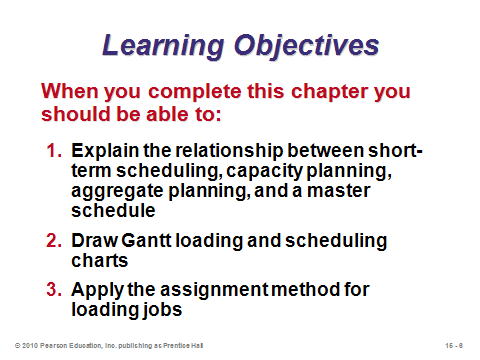 Learning Objectives
When you complete this chapter you
should be able to:
1. Explain the relationship between short-
term scheduling, capacity planning,
aggregate planning, and a master
schedule
2. Draw Gantt loading and scheduling
charts
3. Apply the assignment method for
loading jobs
© 2010 Pearson Education, Inc. publishing as Prentice Hall
15 - 6